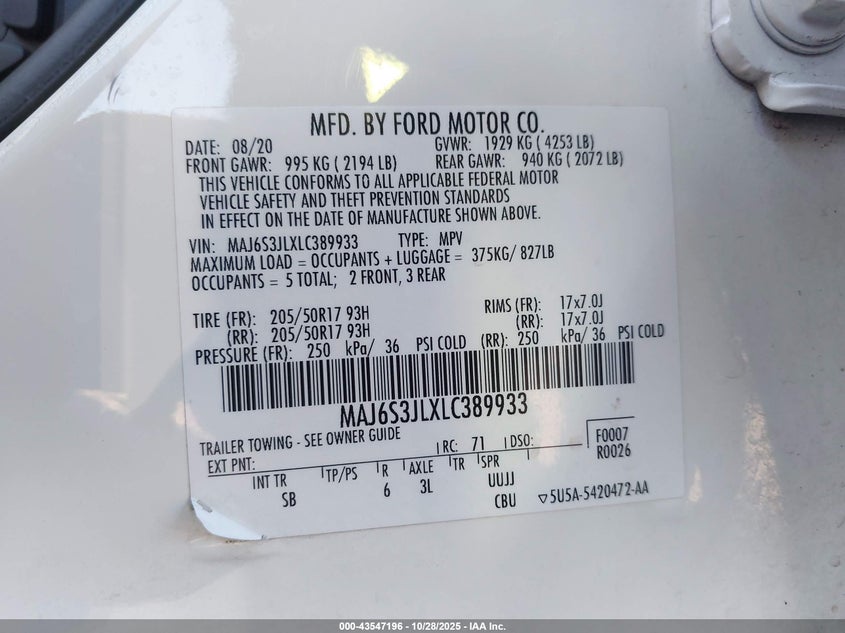 MFD. BY FORD MOTOR CO.
DATE: 08/20 GVWR: 1929 KG ( 4253 LB)
FRONT GAWR: 995 KG ( 2194 LB) REAR GAWR: 940 KG ( 2072 LB)
THIS VEHICLE CONFORMS TO ALL APPLICABLE FEDERAL MOTOR
VEHICLE SAFETY AND THEFT PREVENTION STANDARDS
IN EFFECT ON THE DATE OF MANUFACTURE SHOWN ABOVE.
VIN: MAJ6S3JLXLC389933 TYPE: MPV
MAXIMUM LOAD = OCCUPANTS + LUGGAGE = 375KG/ 827LB
OCCUPANTS = 5 TOTAL; 2 FRONT, 3 REAR
TIRE (FR): 205/50R17 93H RIMS (FR): 17x7.0J
(RR): 205/50R17 93H (RR): 17x7.0J
PRESSURE (FR): 250 kPa/ 36 PSI COLD (RR): 250 kPa/ 36 PSI COLD
MAJ6S3JLXLC389933
TRAILER TOWING - SEE OWNER GUIDE
EXT PNT: RC: 71 DSO: F0007
R0026
INT TR TP/PS R AXLE TR SPR
SB 6 3L UUJJ
CBU 5U5A-5420472-AA
000-43547196 - 10/28/2025 - IAA Inc.